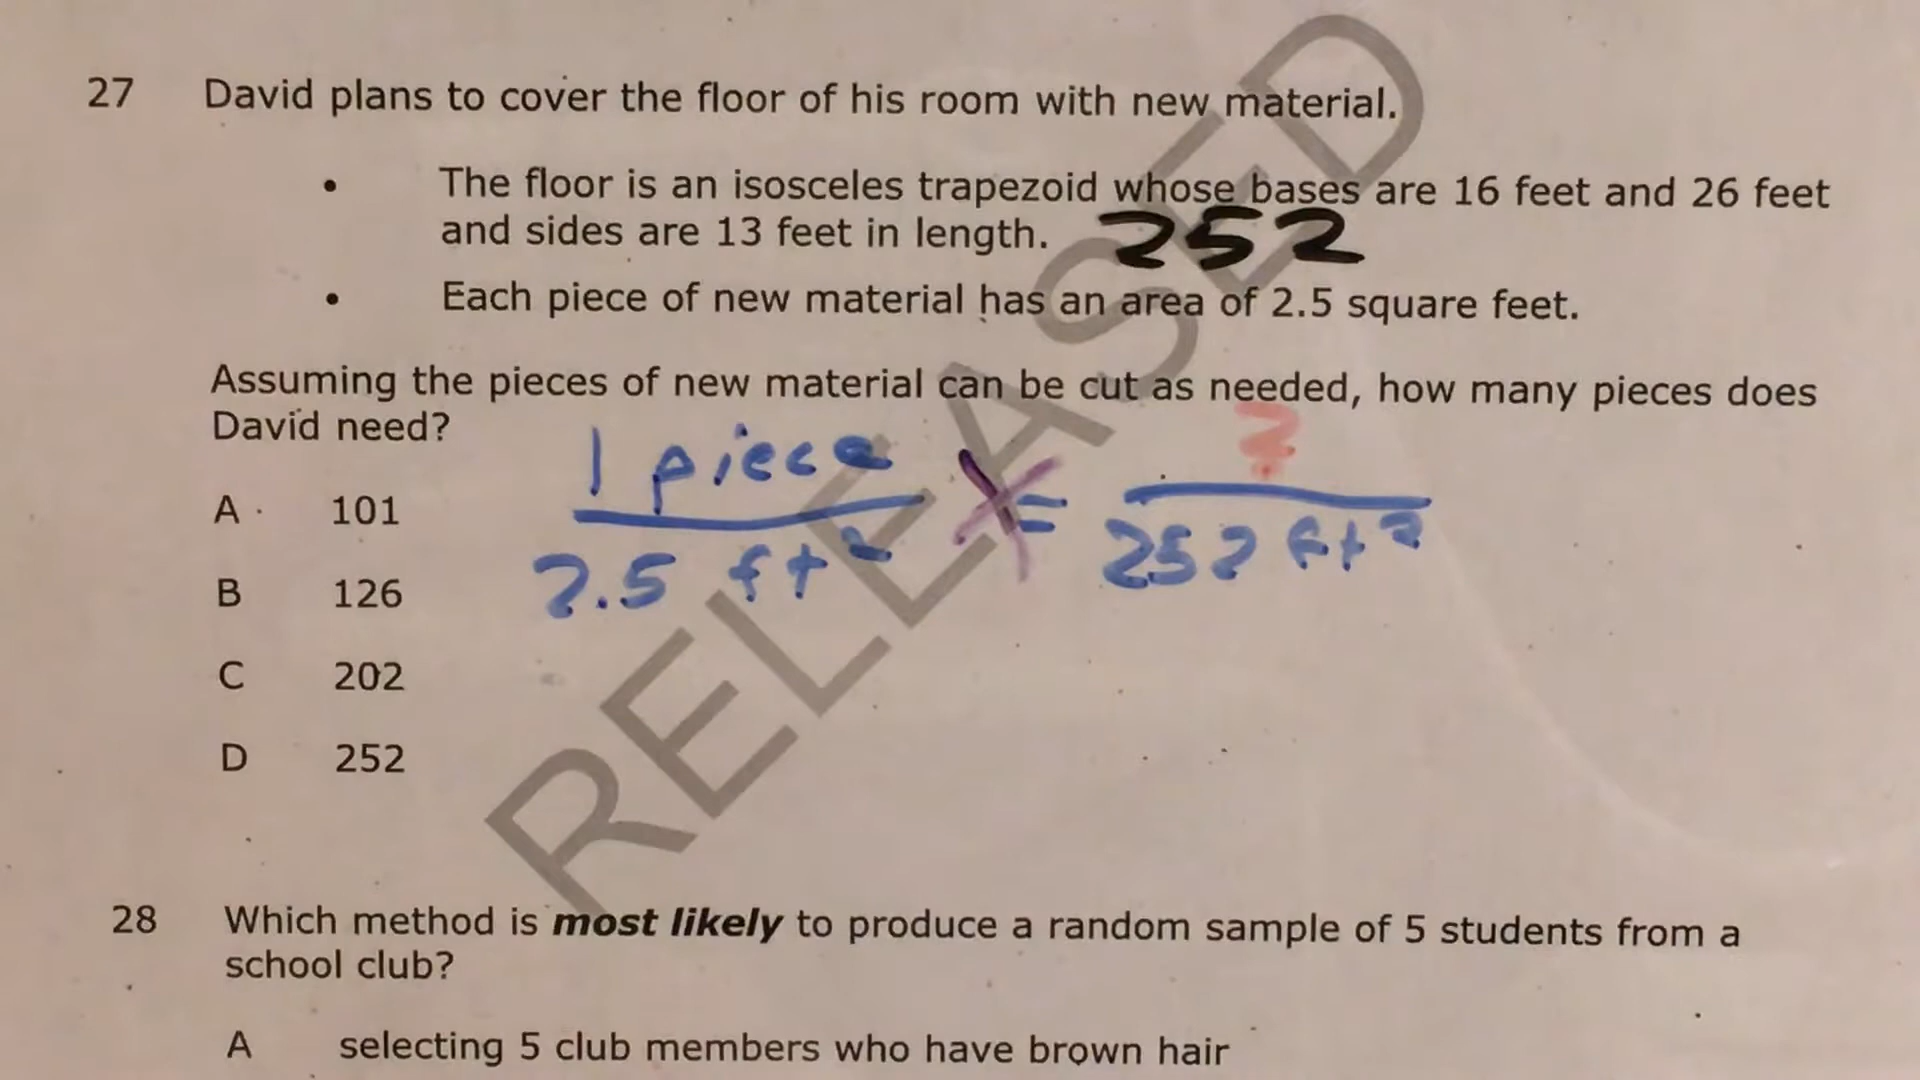 27 David plans to cover the floor of his room with new material.
• The floor is an isosceles trapezoid whose bases are 16 feet and 26 feet
and sides are 13 feet in length. 252
• Each piece of new material has an area of 2.5 square feet.
Assuming the pieces of new material can be cut as needed, how many pieces does
David need?
1 piece = ?
2.5 ft² 252 ft²
A 101
B 126
C 202
D 252
RELEASED
28 Which method is most likely to produce a random sample of 5 students from a
school club?
A selecting 5 club members who have brown hair